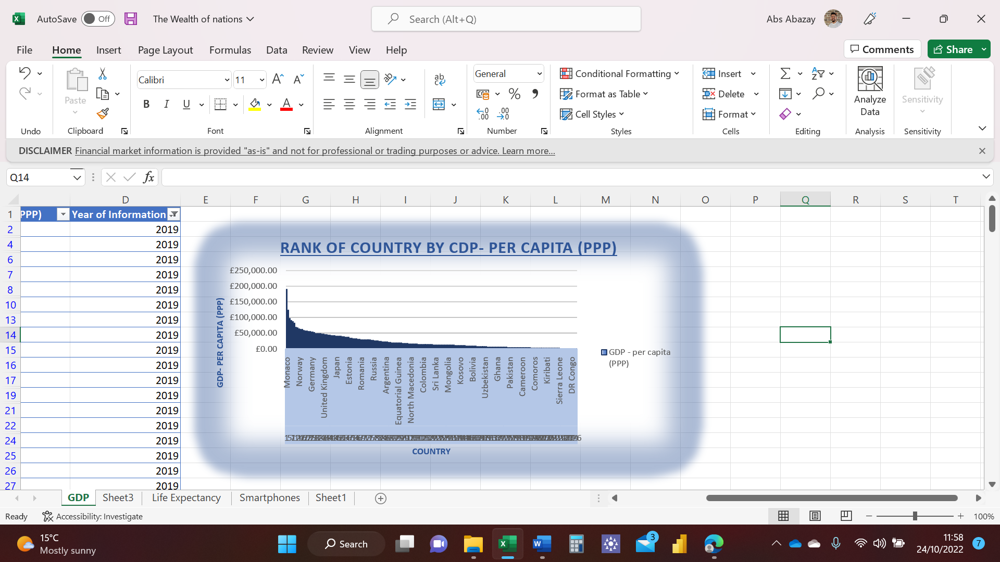 AutoSave Off The Wealth of nations Search (Alt+Q) Abs Abazay
File Home Insert Page Layout Formulas Data Review View Help Comments Share
Calibri 11 ab General Conditional Formatting Insert
Paste B I U A % Format as Table Delete Analyze Data Sensitivity
Cell Styles Format
Undo Clipboard Font Alignment Number Styles Cells Editing Analysis Sensitivity
DISCLAIMER Financial market information is provided "as-is" and not for professional or trading purposes or advice. Learn more...
Q14 fx
D E F G H I J K L M N O P Q R S T
1 PPP) Year of Information
2 2019
4 2019
6 2019
7 2019
8 2019
10 2019
13 2019
14 2019
15 2019
16 2019
17 2019
19 2019
21 2019
22 2019
24 2019
25 2019
26 2019
27 2019
RANK OF COUNTRY BY CDP- PER CAPITA (PPP)
£250,000.00
£200,000.00
£150,000.00
£100,000.00
£50,000.00
£0.00
GDP- PER CAPITA (PPP)
Monaco
Norway
Germany
United Kingdom
Japan
Estonia
Romania
Russia
Argentina
Equatorial Guinea
North Macedonia
Colombia
Sri Lanka
Mongolia
Kosovo
Bolivia
Uzbekistan
Ghana
Pakistan
Cameroon
Comoros
Kiribati
Sierra Leone
DR Congo
COUNTRY
GDP - per capita
(PPP)
GDP Sheet3 Life Expectancy Smartphones Sheet1
Ready Accessibility: Investigate 100%
15°C
Mostly sunny
Search
3
11:58
24/10/2022
7